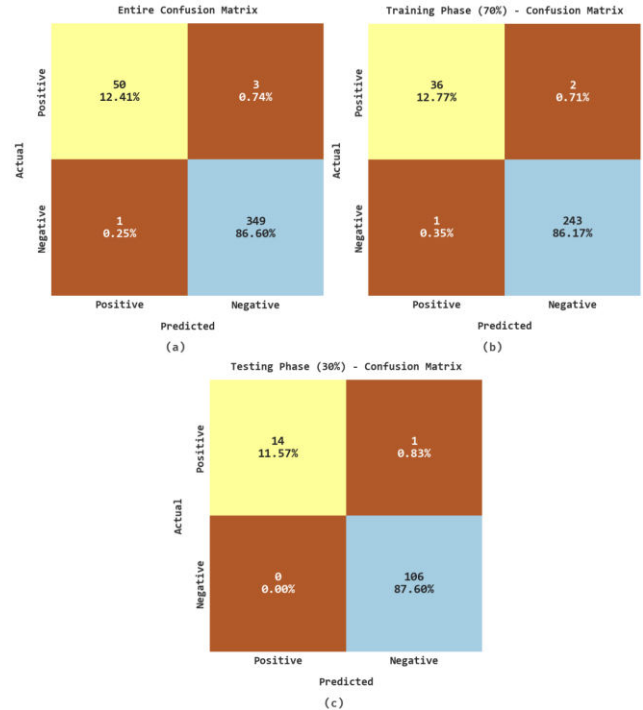 Entire Confusion Matrix
Positive
50
12.41%
3
0.74%
Actual
Negative
1
0.25%
349
86.60%
Positive
Negative
Predicted
(a)
Training Phase (70%) - Confusion Matrix
Positive
36
12.77%
2
0.71%
Actual
Negative
1
0.35%
243
86.17%
Positive
Negative
Predicted
(b)
Testing Phase (30%) - Confusion Matrix
Positive
14
11.57%
1
0.83%
Actual
Negative
0
0.00%
106
87.60%
Positive
Negative
Predicted
(c)